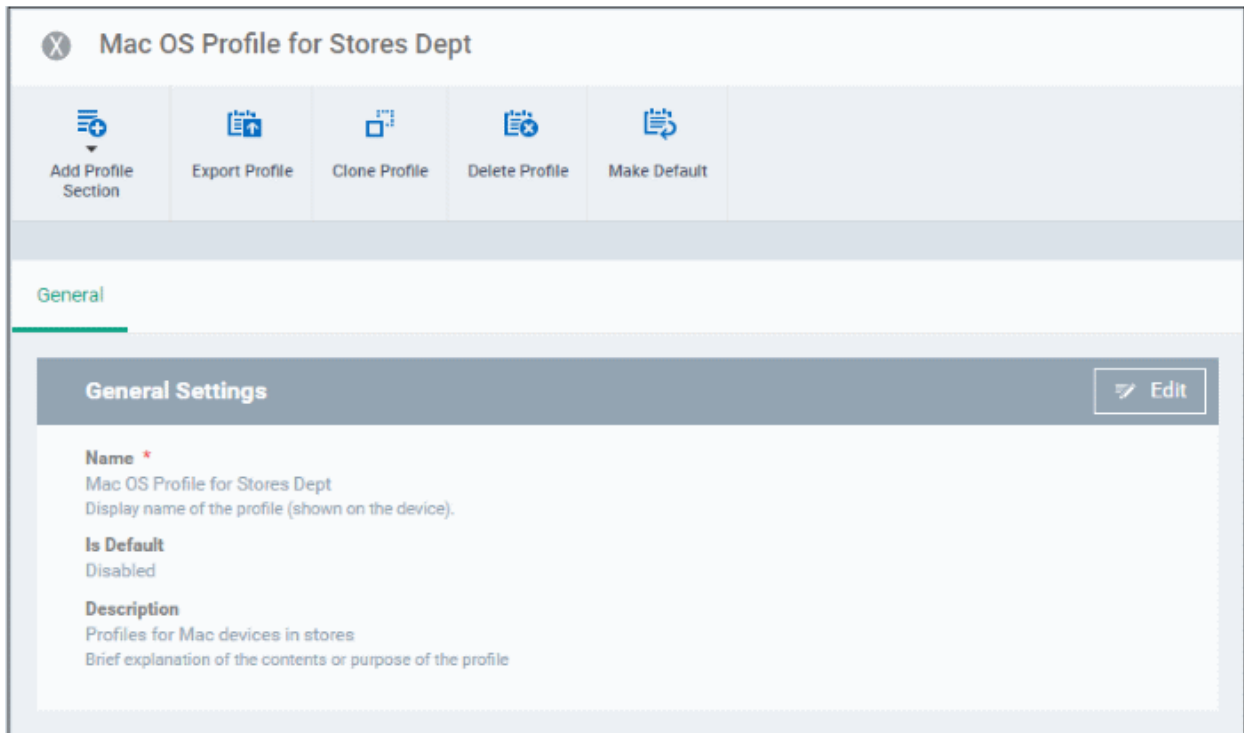 X Mac OS Profile for Stores Dept
Add Profile
Section
Export Profile
Clone Profile
Delete Profile
Make Default
General
General Settings
Edit
Name *
Mac OS Profile for Stores Dept
Display name of the profile (shown on the device).
Is Default
Disabled
Description
Profiles for Mac devices in stores
Brief explanation of the contents or purpose of the profile